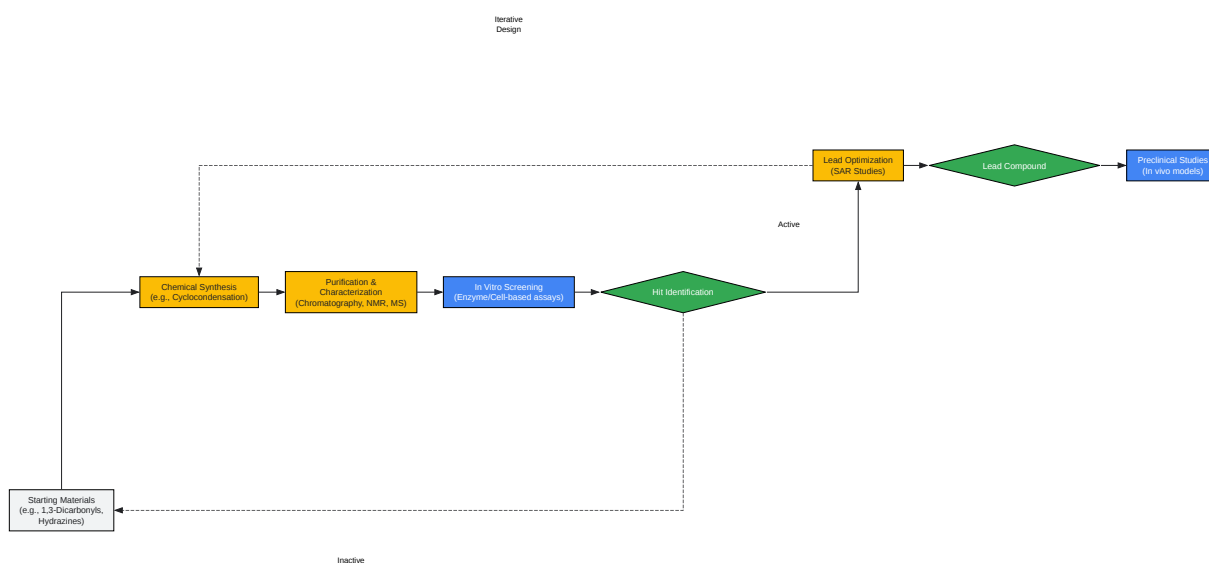 Iterative
Design
Lead Optimization
(SAR Studies)
Lead Compound
Preclinical Studies
(In vivo models)
Active
Chemical Synthesis
(e.g., Cyclocondensation)
Purification &
Characterization
(Chromatography, NMR, MS)
In Vitro Screening
(Enzyme/Cell-based assays)
Hit Identification
Starting Materials
(e.g., 1,3-Dicarbonyls,
Hydrazines)
Inactive